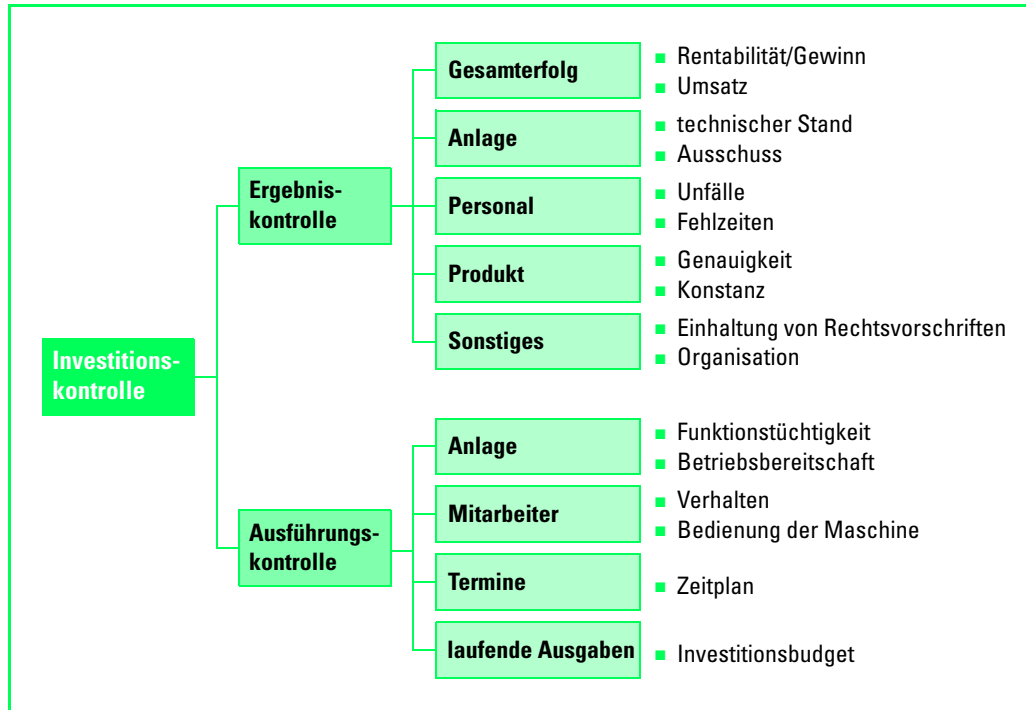 Investitions-
kontrolle
Ergebnis-
kontrolle
Gesamterfolg
Rentabilität/Gewinn
Umsatz
Anlage
technischer Stand
Ausschuss
Personal
Unfälle
Fehlzeiten
Produkt
Genauigkeit
Konstanz
Sonstiges
Einhaltung von Rechtsvorschriften
Organisation
Ausführungs-
kontrolle
Anlage
Funktionstüchtigkeit
Betriebsbereitschaft
Mitarbeiter
Verhalten
Bedienung der Maschine
Termine
Zeitplan
laufende Ausgaben
Investitionsbudget